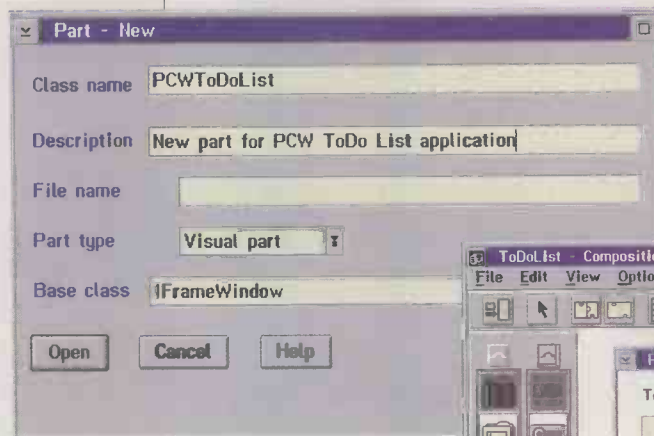 Part - New
Class name PCWToDoList
Description New part for PCW ToDo List application
File name
Part type Visual part
Base class IFrameWindow
Open Cancel Help
ToDoList - Compositi
File Edit View Optio